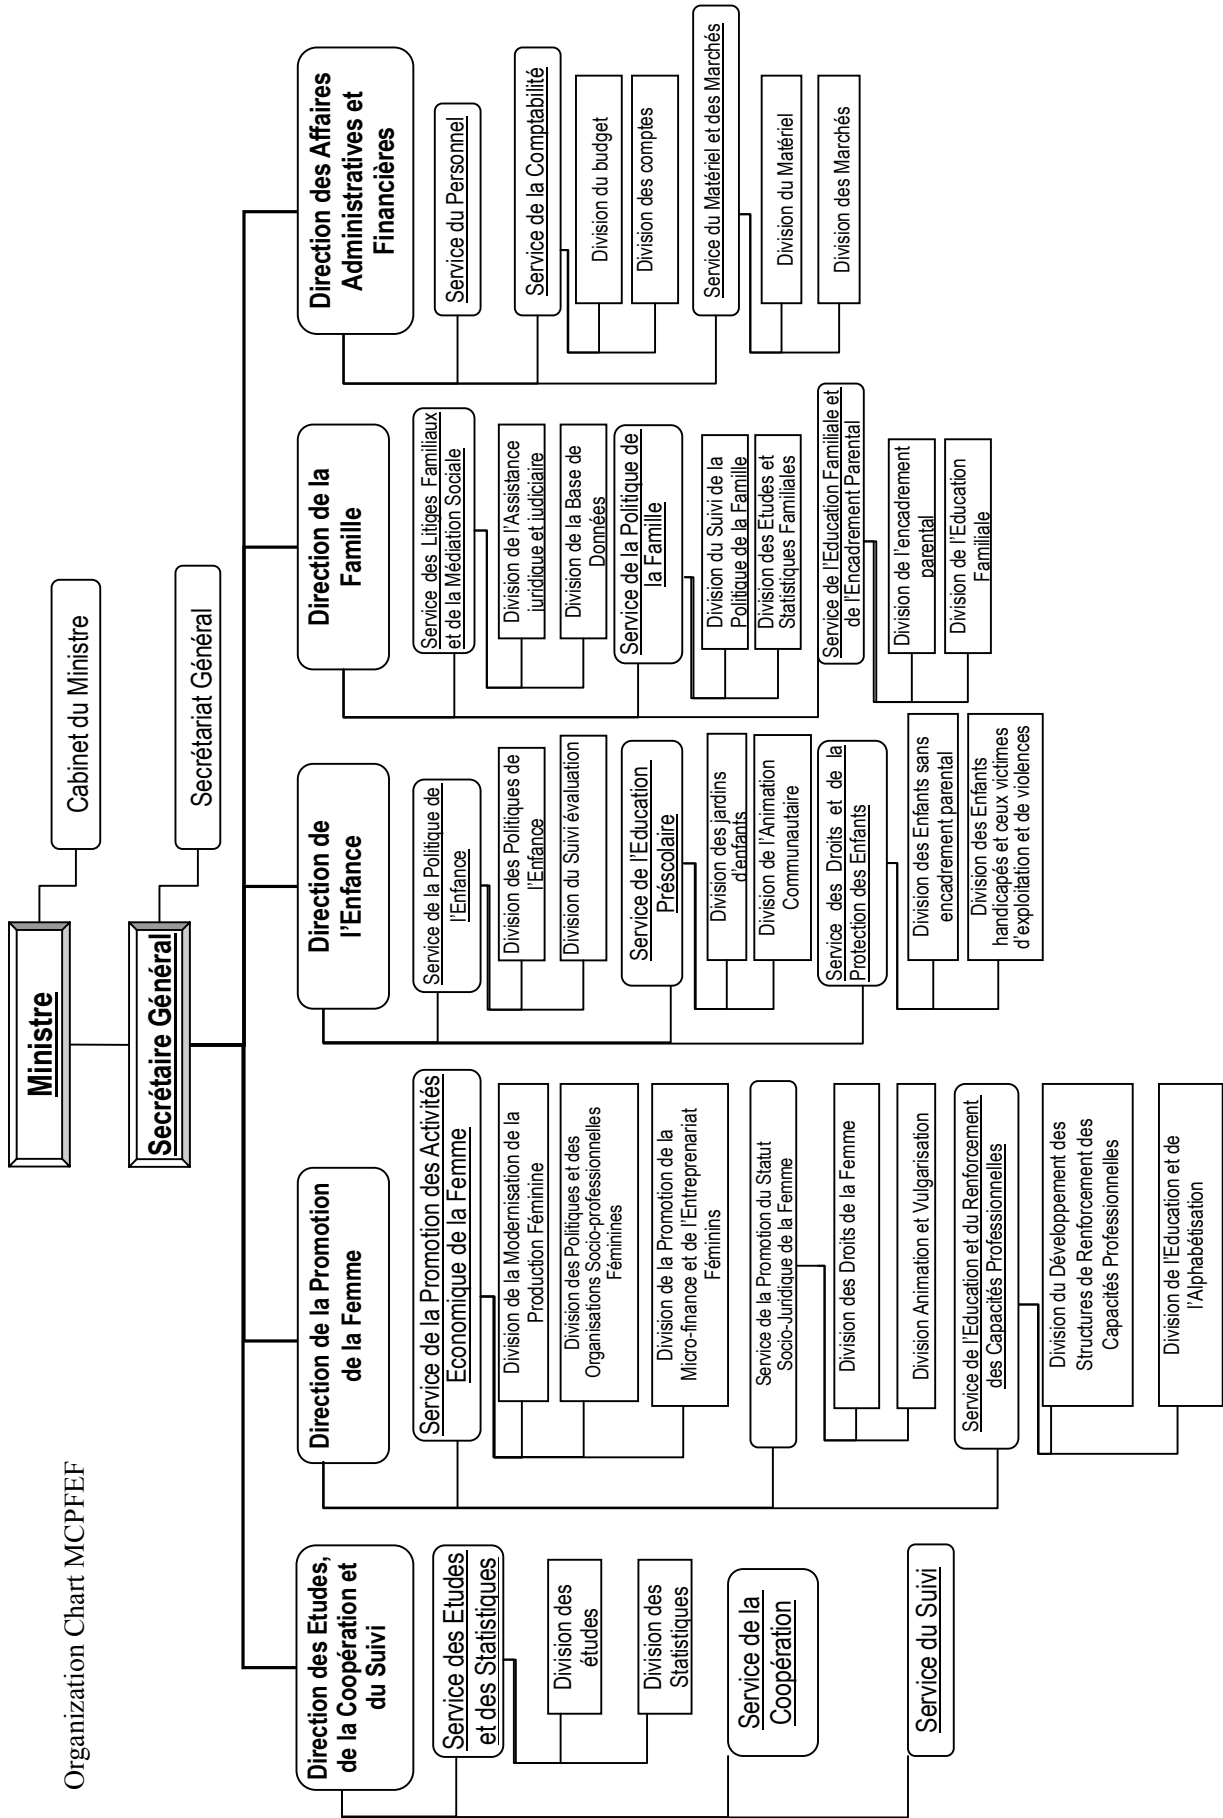 Organization Chart MCPFEF
Ministre
Cabinet du Ministre
Secrétaire Général
Secrétariat Général
Direction des Etudes,
de la Coopération et
du Suivi
Service des Etudes
et des Statistiques
Division des
études
Division des
Statistiques
Service de la
Coopération
Service du Suivi
Direction de la Promotion
de la Femme
Service de la Promotion des Activités
Economique de la Femme
Division de la Modernisation de la
Production Féminine
Division des Politiques et des
Organisations Socio-professionnelles
Féminines
Division de la Promotion de la
Micro-finance et de l'Entreprenariat
Féminins
Service de la Promotion du Statut
Socio-Juridique de la Femme
Division des Droits de la Femme
Division Animation et Vulgarisation
Service de l'Education et du Renforcement
des Capacités Professionnelles
Division du Développement des
Structures de Renforcement des
Capacités Professionnelles
Division de l'Education et de
l'Alphabétisation
Direction de
l'Enfance
Service de la Politique de
l'Enfance
Division des Politiques de
l'Enfance
Division du Suivi évaluation
Service de l'Education
Préscolaire
Division des jardins
d'enfants
Division de l'Animation
Communautaire
Service des Droits et de la
Protection des Enfants
Division des Enfants sans
encadrement parental
Division des Enfants
handicapés et ceux victimes
d'exploitation et de violences
Direction de la
Famille
Service des Litiges Familiaux
et de la Médiation Sociale
Division de l'Assistance
juridique et judiciaire
Division de la Base de
Données
Service de la Politique de
la Famille
Division du Suivi de la
Politique de la Famille
Division des Etudes et
Statistiques Familiales
Service de l'Education Familiale et
de l'Encadrement Parental
Division de l'encadrement
parental
Division de l'Education
Familiale
Direction des Affaires
Administratives et
Financières
Service du Personnel
Service de la Comptabilité
Division du budget
Division des comptes
Service du Matériel et des Marchés
Division du Matériel
Division des Marchés